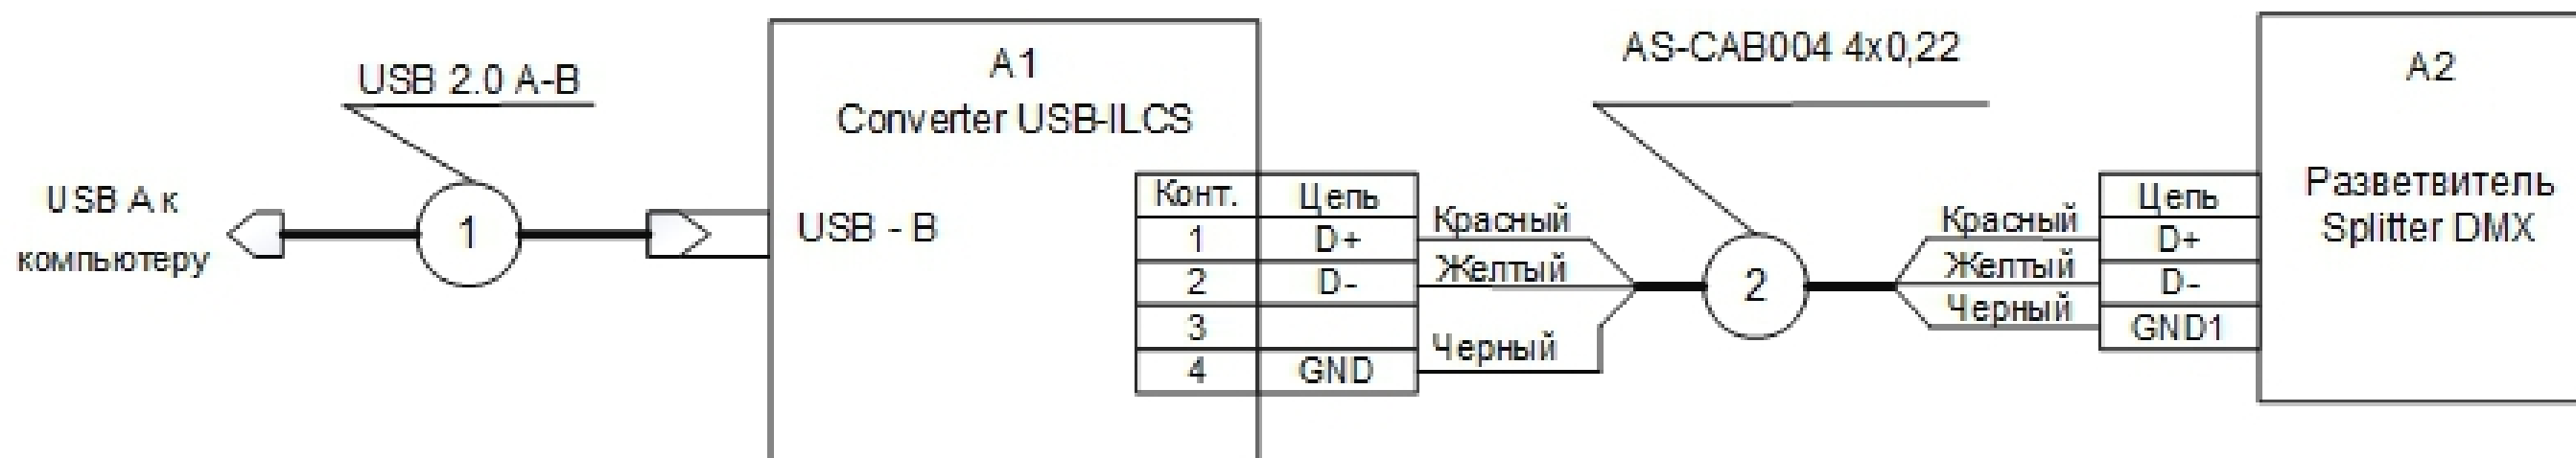 USB 2.0 A-B
USB A к
компьютеру
1
A1
Converter USB-ILCS
USB - B
Конт. Цепь
1 D+
2 D-
3
4 GND
Красный
Желтый
Черный
AS-CAB004 4x0,22
2
Красный
Желтый
Черный
Цепь
D+
D-
GND1
A2
Разветвитель
Splitter DMX